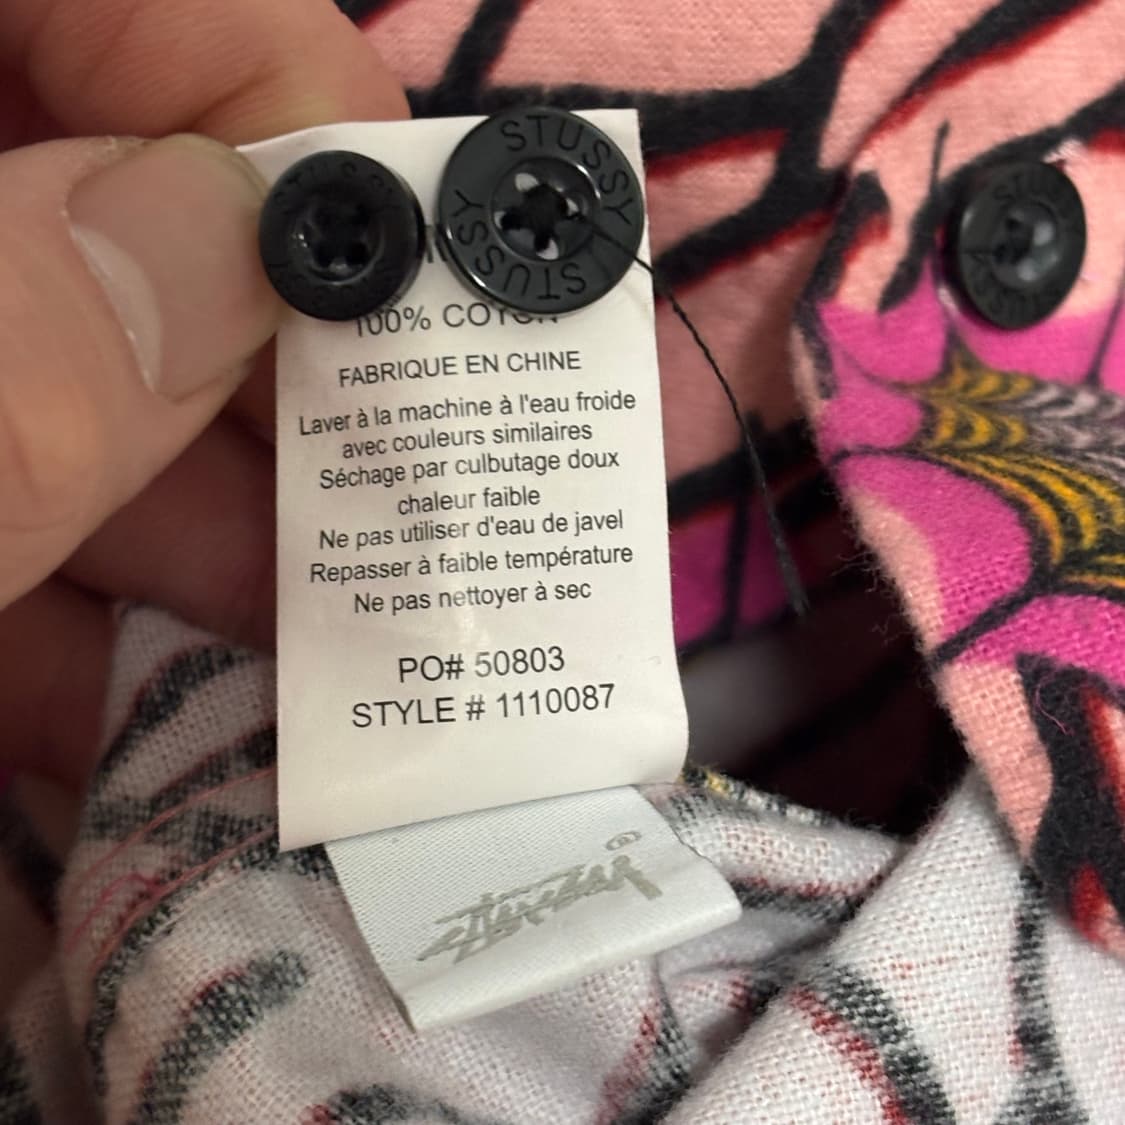 STUSSY
STUSSY
STUSSY
100% COTON
FABRIQUE EN CHINE
Laver à la machine à l'eau froide
avec couleurs similaires
Séchage par culbutage doux
chaleur faible
Ne pas utiliser d'eau de javel
Repasser à faible température
Ne pas nettoyer à sec
PO# 50803
STYLE # 1110087
Stüssy
®